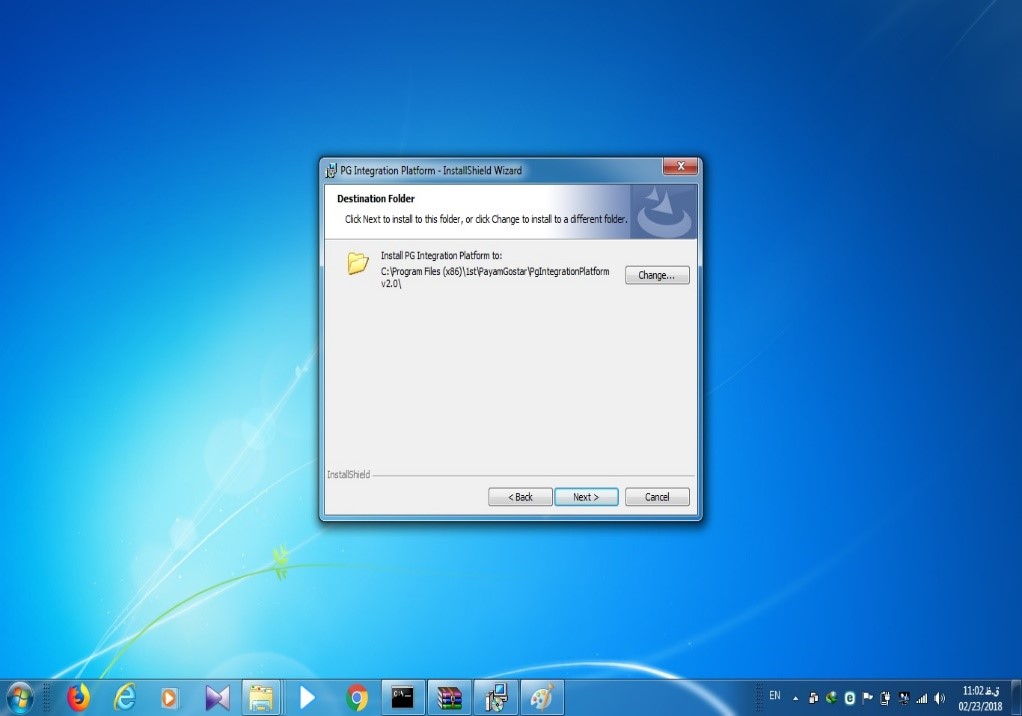 PG Integration Platform - InstallShield Wizard
Destination Folder
Click Next to install to this folder, or click Change to install to a different folder.
Install PG Integration Platform to:
C:\Program Files (x86)\1st\PayamGostar\PgIntegrationPlatform
v2.0\
Change...
InstallShield
< Back
Next >
Cancel
EN
11:02 ق.ظ
02/23/2018